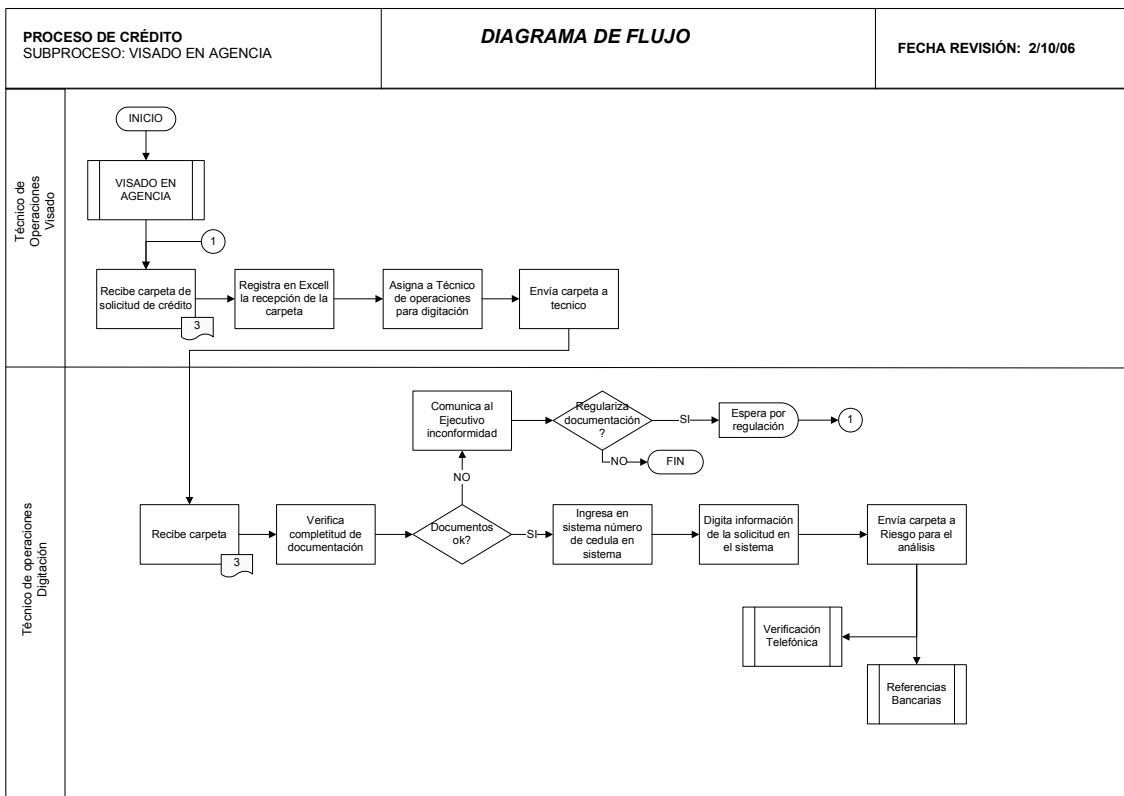 PROCESO DE CRÉDITO
SUBPROCESO: VISADO EN AGENCIA
DIAGRAMA DE FLUJO
FECHA REVISIÓN: 2/10/06
Técnico de
Operaciones
Visado
INICIO
VISADO EN
AGENCIA
1
Recibe carpeta de
solicitud de crédito
3
Registra en Excell
la recepción de la
carpeta
Asigna a Técnico
de operaciones
para digitación
Envía carpeta a
tecnico
Técnico de operaciones
Digitación
Comunica al
Ejecutivo
inconformidad
Regulariza
documentación
?
SI
Espera por
regulación
1
NO
FIN
NO
Recibe carpeta
3
Verifica
completitud de
documentación
Documentos
ok?
SI
Ingresa en
sistema número
de cedula en
sistema
Digita información
de la solicitud en
el sistema
Envía carpeta a
Riesgo para el
análisis
Verificación
Telefónica
Referencias
Bancarias